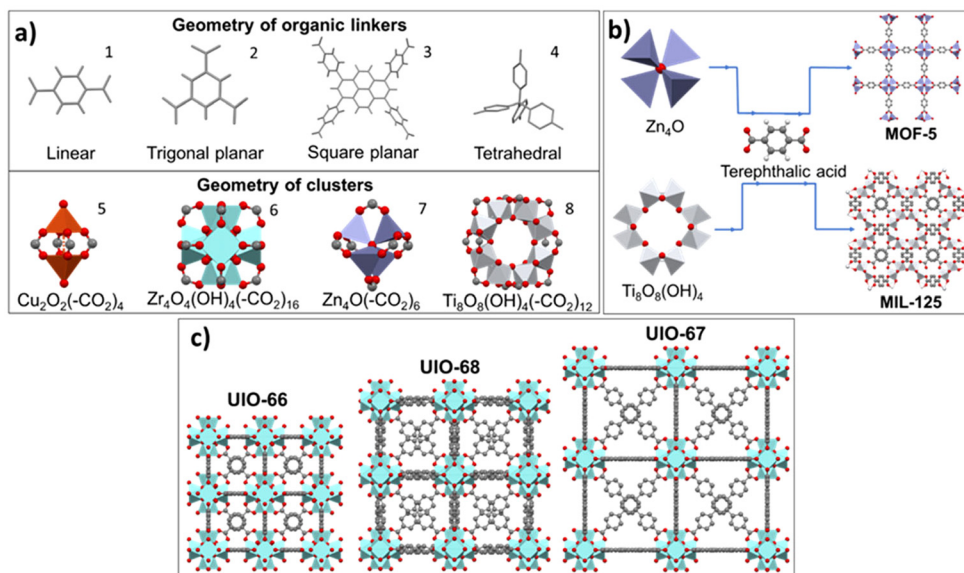 a)
Geometry of organic linkers
1
2
3
4
Linear
Trigonal planar
Square planar
Tetrahedral
Geometry of clusters
5
6
7
8
Cu₂O₂(-CO₂)₄
Zr₄O₄(OH)₄(-CO₂)₁₆
Zn₄O(-CO₂)₆
Ti₈O₈(OH)₄(-CO₂)₁₂
b)
Zn₄O
MOF-5
Terephthalic acid
Ti₈O₈(OH)₄
MIL-125
c)
UIO-66
UIO-68
UIO-67